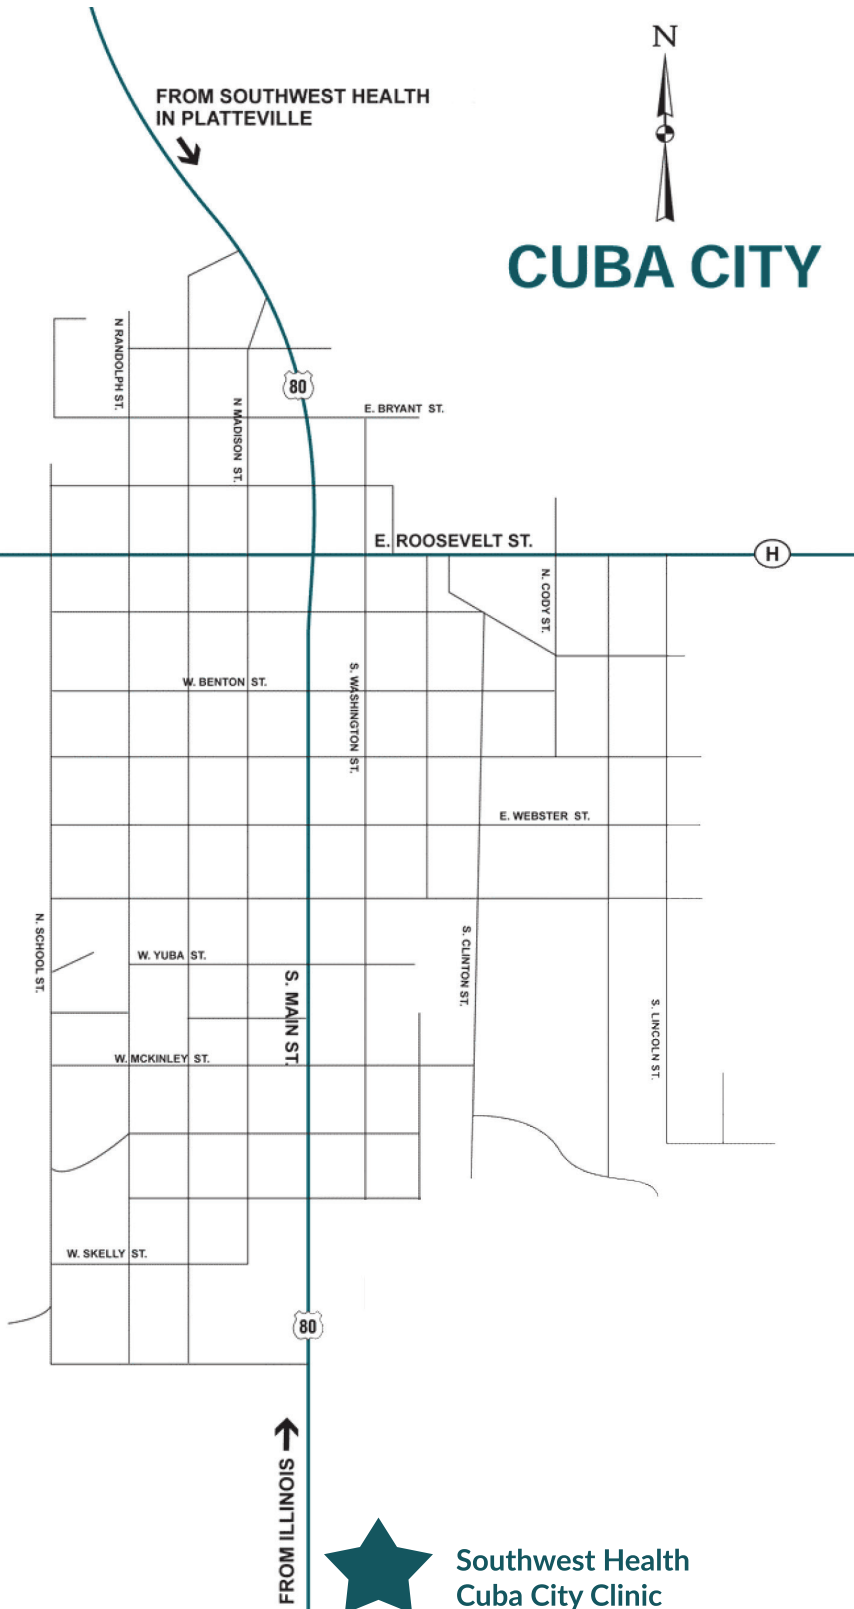 N
FROM SOUTHWEST HEALTH
IN PLATTEVILLE
CUBA CITY
N RANDOLPH ST.
80
N MADISON ST.
E. BRYANT ST.
E. ROOSEVELT ST.
H
N. CODY ST.
W. BENTON ST.
S. WASHINGTON ST.
E. WEBSTER ST.
N. SCHOOL ST.
W. YUBA ST.
S. CLINTON ST.
S. MAIN ST.
S. LINCOLN ST.
W. MCKINLEY ST.
W. SKELLY ST.
80
FROM ILLINOIS
Southwest Health
Cuba City Clinic